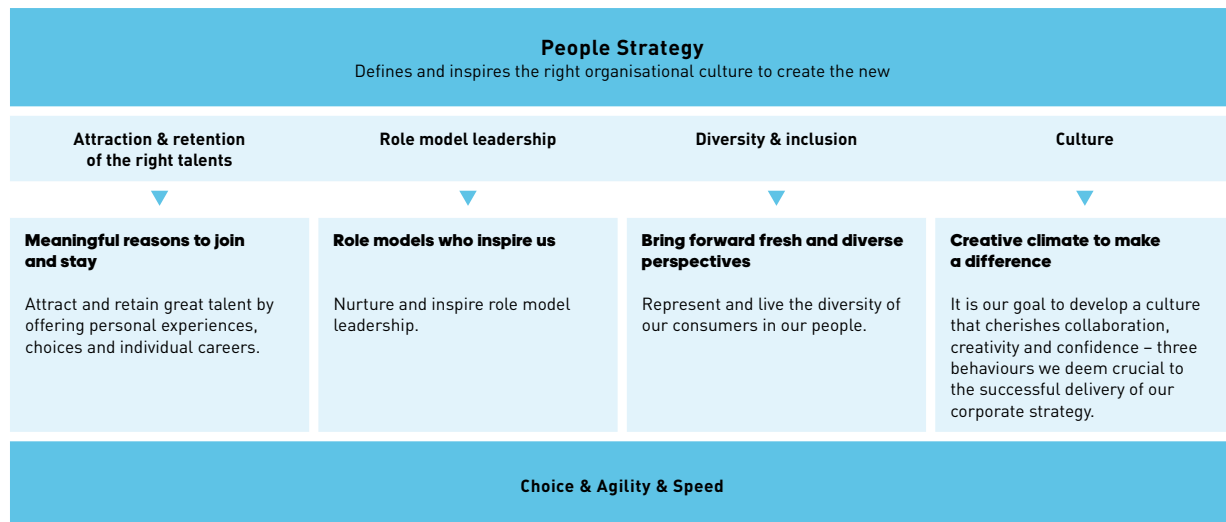 People Strategy
Defines and inspires the right organisational culture to create the new
Attraction & retention
of the right talents
Role model leadership
Diversity & inclusion
Culture
Meaningful reasons to join
and stay
Attract and retain great talent by
offering personal experiences,
choices and individual careers.
Role models who inspire us
Nurture and inspire role model
leadership.
Bring forward fresh and diverse
perspectives
Represent and live the diversity of
our consumers in our people.
Creative climate to make
a difference
It is our goal to develop a culture
that cherishes collaboration,
creativity and confidence – three
behaviours we deem crucial to
the successful delivery of our
corporate strategy.
Choice & Agility & Speed